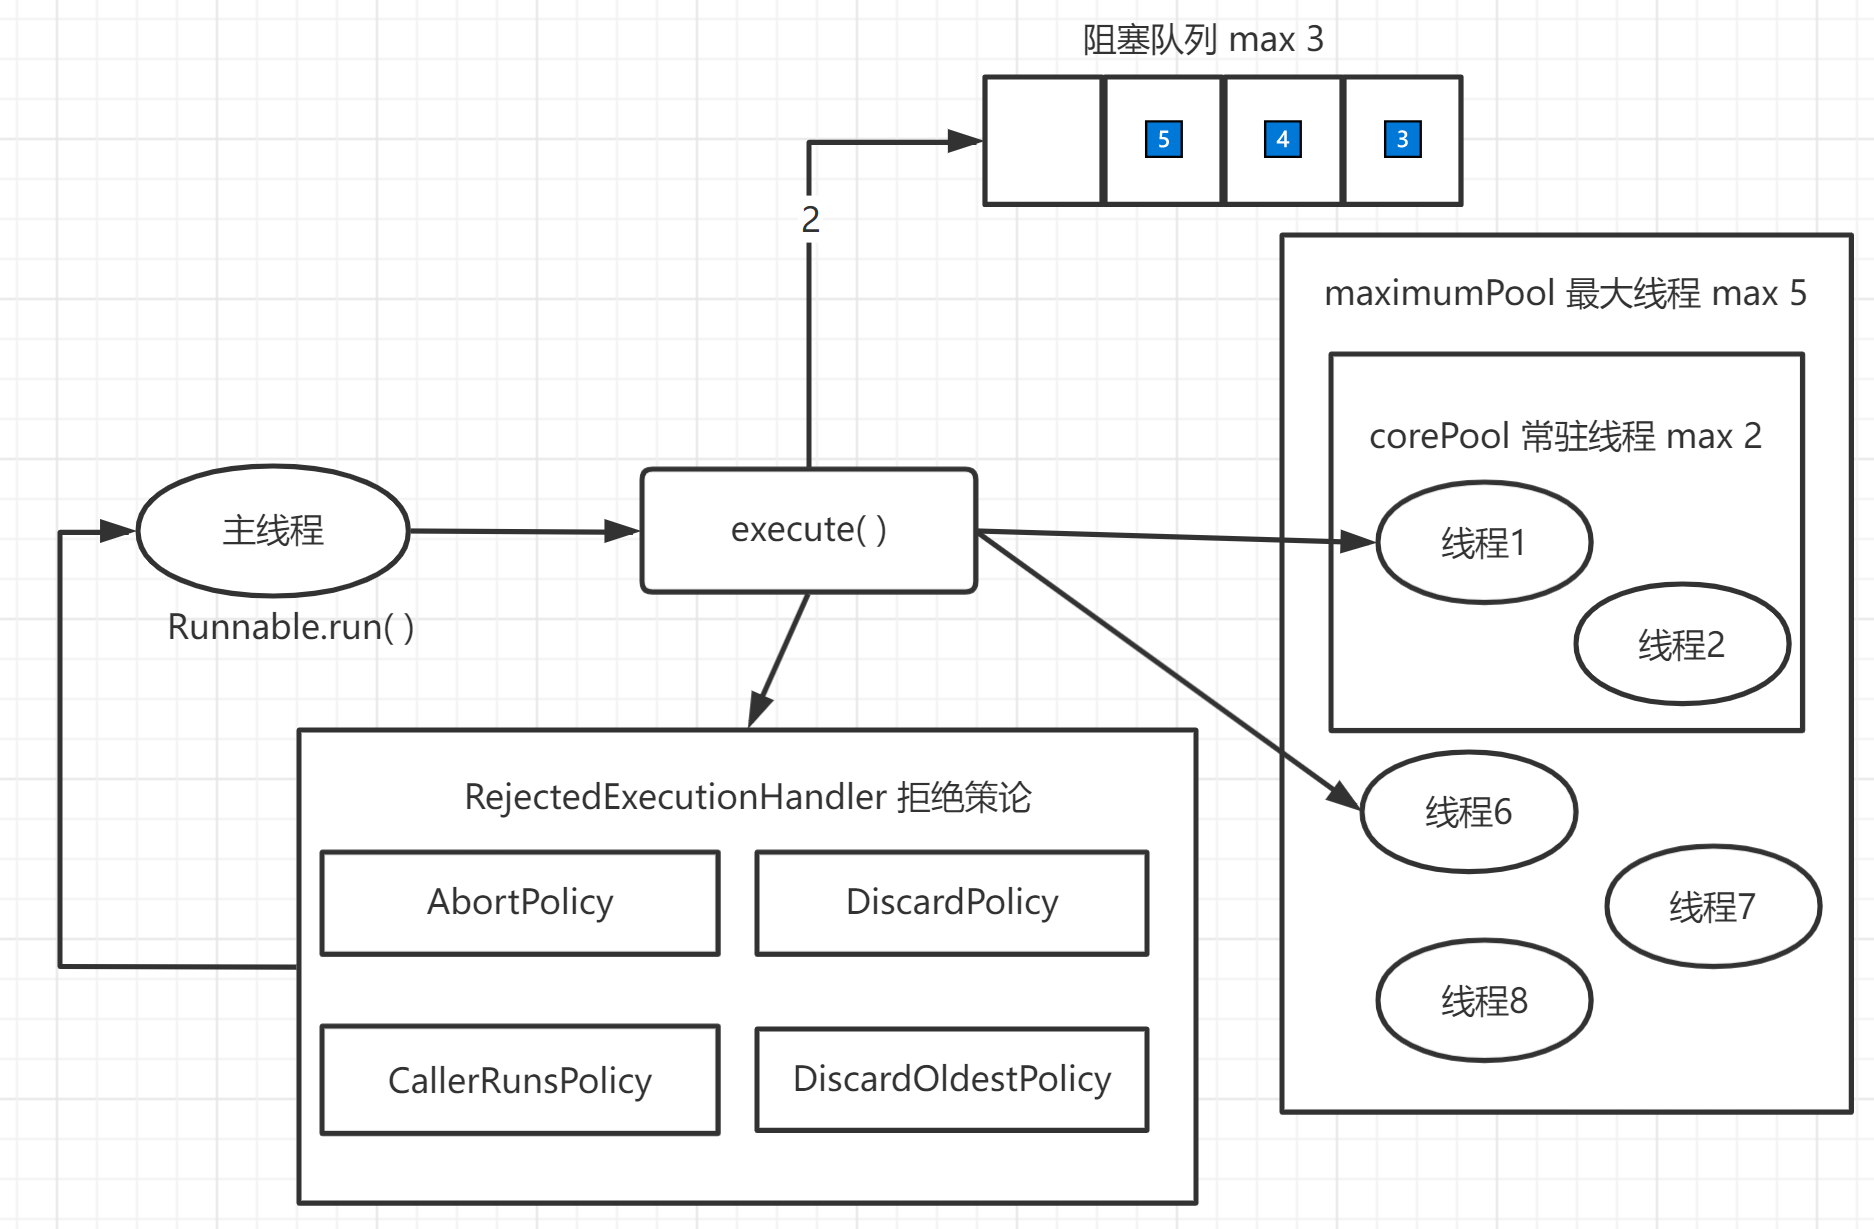 阻塞队列 max 3
5
4
3
2
maximumPool 最大线程 max 5
corePool 常驻线程 max 2
主线程
execute( )
线程1
Runnable.run( )
线程2
RejectedExecutionHandler 拒绝策论
线程6
AbortPolicy
DiscardPolicy
线程7
线程8
CallerRunsPolicy
DiscardOldestPolicy